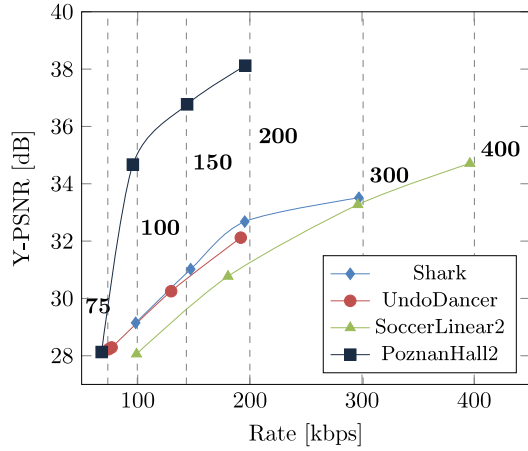 40
38
36
34
32
30
28
Y-PSNR [dB]
75
100
150
200
300
400
Shark
UndoDancer
SoccerLinear2
PoznanHall2
100
200
300
400
Rate [kbps]